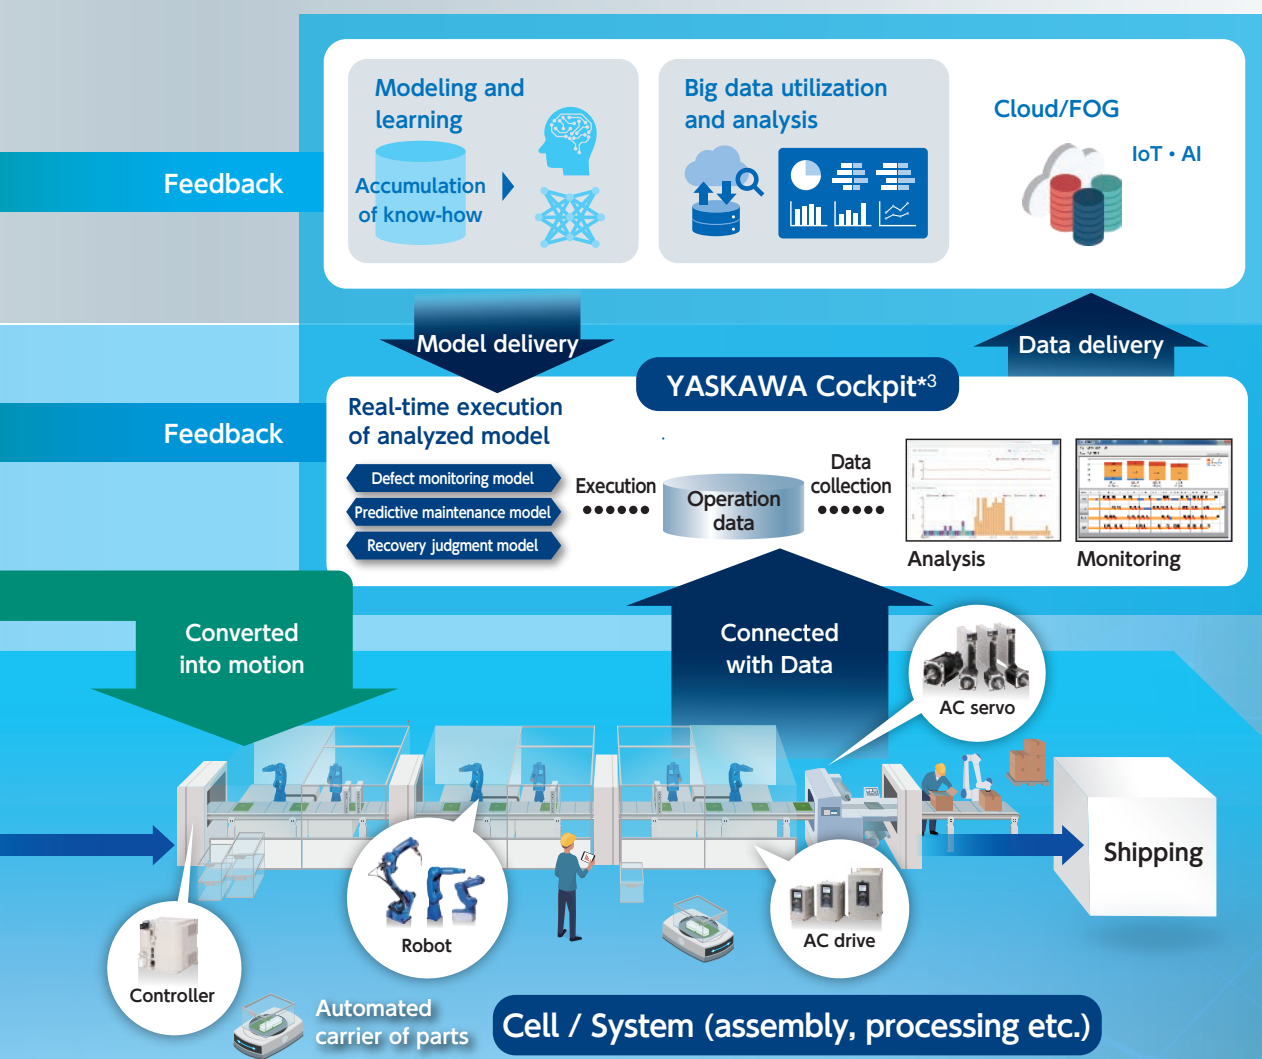 Modeling and
learning
Accumulation
of know-how
Big data utilization
and analysis
Cloud/FOG
IoT・AI
Feedback
Model delivery
Data delivery
YASKAWA Cockpit*3
Feedback
Real-time execution
of analyzed model
Defect monitoring model
Predictive maintenance model
Recovery judgment model
Execution
Operation
data
Data
collection
Analysis
Monitoring
Converted
into motion
Connected
with Data
AC servo
Shipping
Robot
AC drive
Controller
Automated
carrier of parts
Cell / System (assembly, processing etc.)